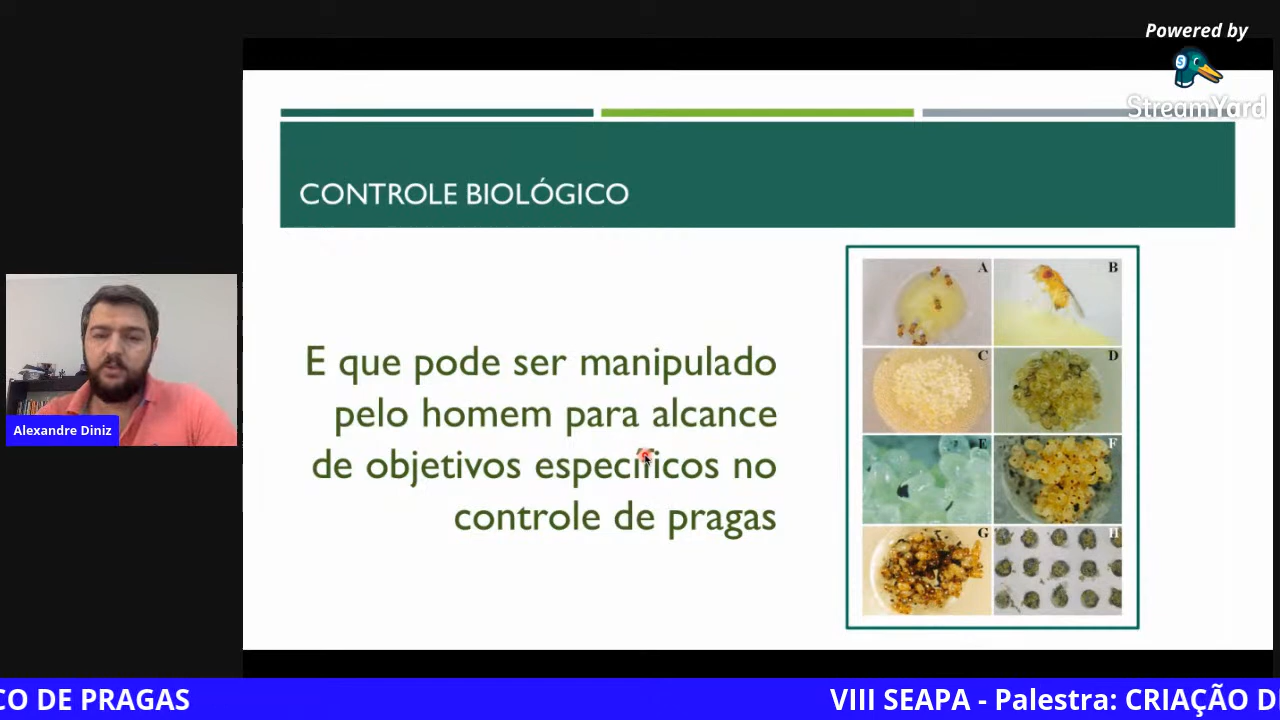 Powered by
StreamYard
CONTROLE BIOLÓGICO
E que pode ser manipulado
pelo homem para alcance
de objetivos específicos no
controle de pragas
A
B
C
D
E
F
G
H
Alexandre Diniz
CO DE PRAGAS
VIII SEAPA - Palestra: CRIAÇÃO D